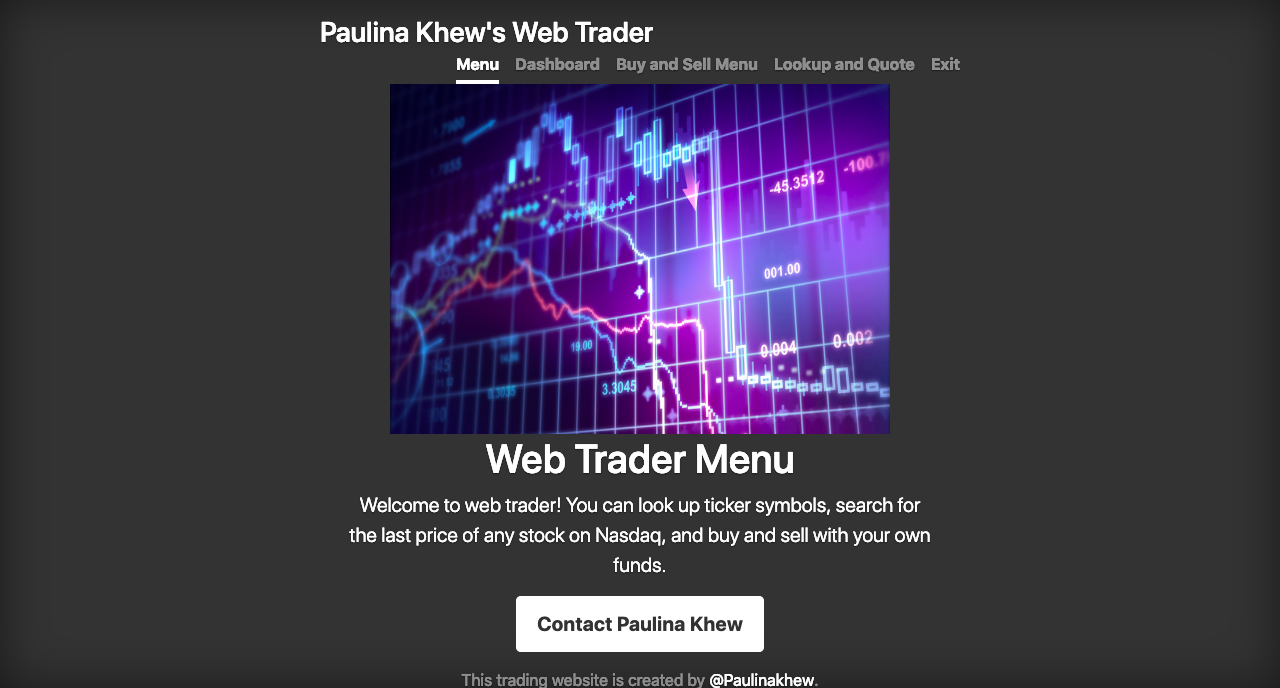 Paulina Khew's Web Trader
Menu Dashboard Buy and Sell Menu Lookup and Quote Exit
-45.3512
-100.7
001.00
0.004
0.002
19.00
3.3045
0.3035
Web Trader Menu
Welcome to web trader! You can look up ticker symbols, search for
the last price of any stock on Nasdaq, and buy and sell with your own
funds.
Contact Paulina Khew
This trading website is created by @Paulinakhew.